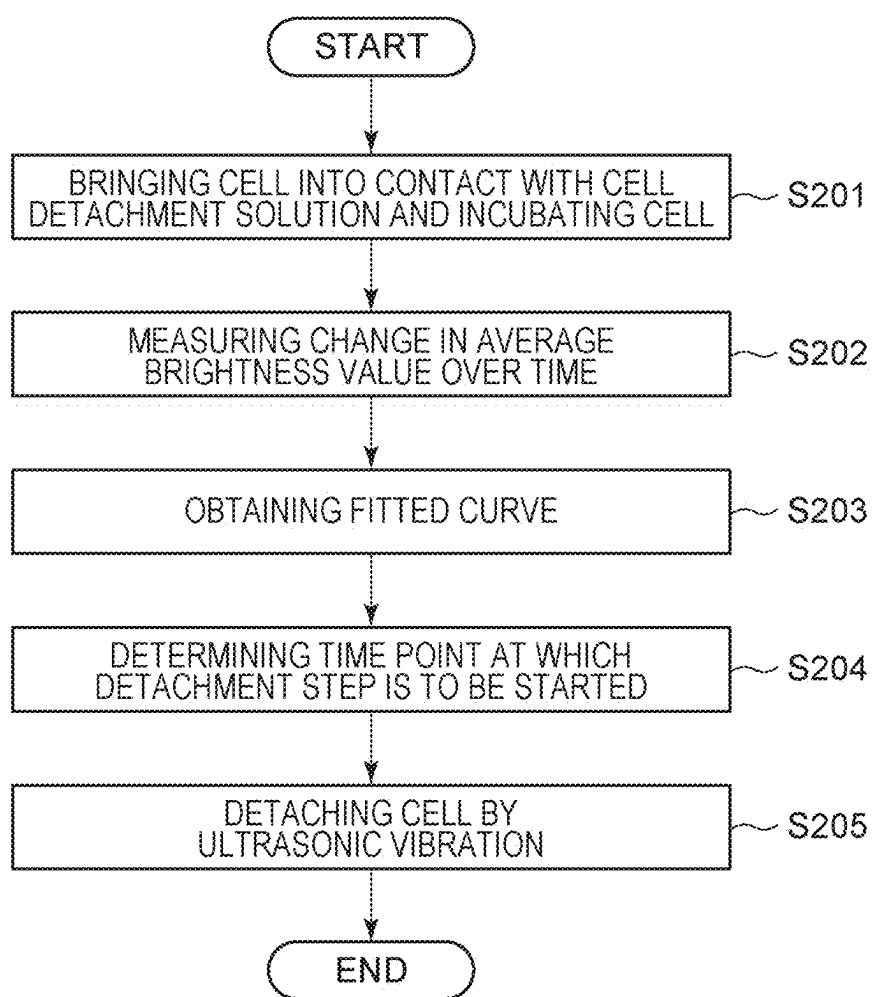 START
BRINGING CELL INTO CONTACT WITH CELL
DETACHMENT SOLUTION AND INCUBATING CELL
S201
MEASURING CHANGE IN AVERAGE
BRIGHTNESS VALUE OVER TIME
S202
OBTAINING FITTED CURVE
S203
DETERMINING TIME POINT AT WHICH
DETACHMENT STEP IS TO BE STARTED
S204
DETACHING CELL BY
ULTRASONIC VIBRATION
S205
END